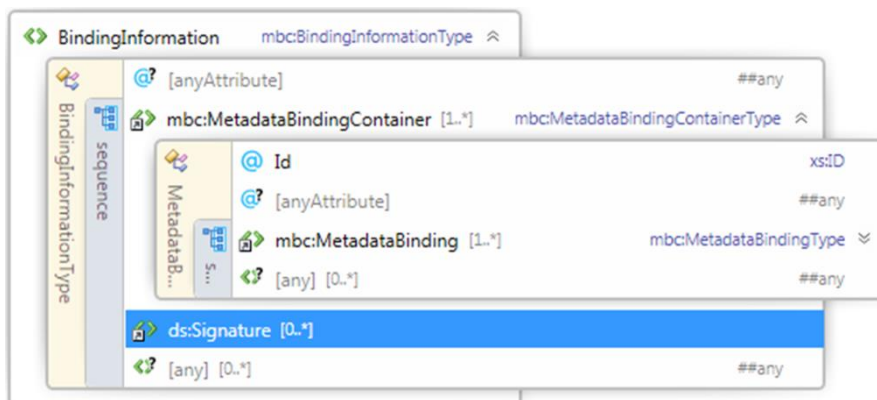 BindingInformation mbc:BindingInformationType
[anyAttribute] ##any
mbc:MetadataBindingContainer [1..*] mbc:MetadataBindingContainerType
BindingInformationType
sequence
Id xs:ID
[anyAttribute] ##any
mbc:MetadataBinding [1..*] mbc:MetadataBindingType
[any] [0..*] ##any
MetadataB...
s...
ds:Signature [0..*]
[any] [0..*] ##any